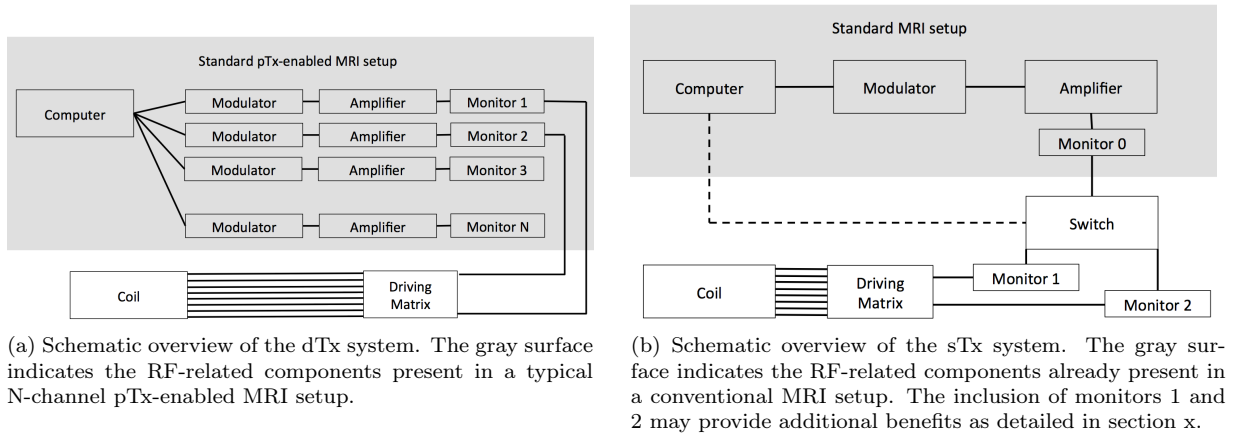 Standard pTx-enabled MRI setup
Computer
Modulator
Amplifier
Monitor 1
Modulator
Amplifier
Monitor 2
Modulator
Amplifier
Monitor 3
Modulator
Amplifier
Monitor N
Coil
Driving
Matrix
(a) Schematic overview of the dTx system. The gray surface
indicates the RF-related components present in a typical
N-channel pTx-enabled MRI setup.
Standard MRI setup
Computer
Modulator
Amplifier
Monitor 0
Switch
Coil
Driving
Matrix
Monitor 1
Monitor 2
(b) Schematic overview of the sTx system. The gray sur-
face indicates the RF-related components already present in
a conventional MRI setup. The inclusion of monitors 1 and
2 may provide additional benefits as detailed in section x.